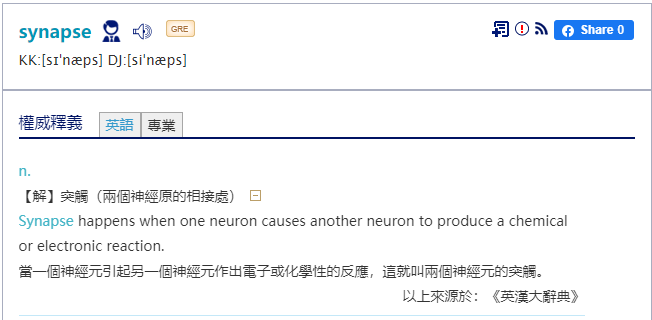 synapse GRE Share 0
KK:[sɪ'næps] DJ:[si'næps]
權威釋義 英語 專業
n.
【解】突觸（兩個神經原的相接處）
Synapse happens when one neuron causes another neuron to produce a chemical
or electronic reaction.
當一個神經元引起另一個神經元作出電子或化學性的反應，這就叫兩個神經元的突觸。
以上來源於：《英漢大辭典》